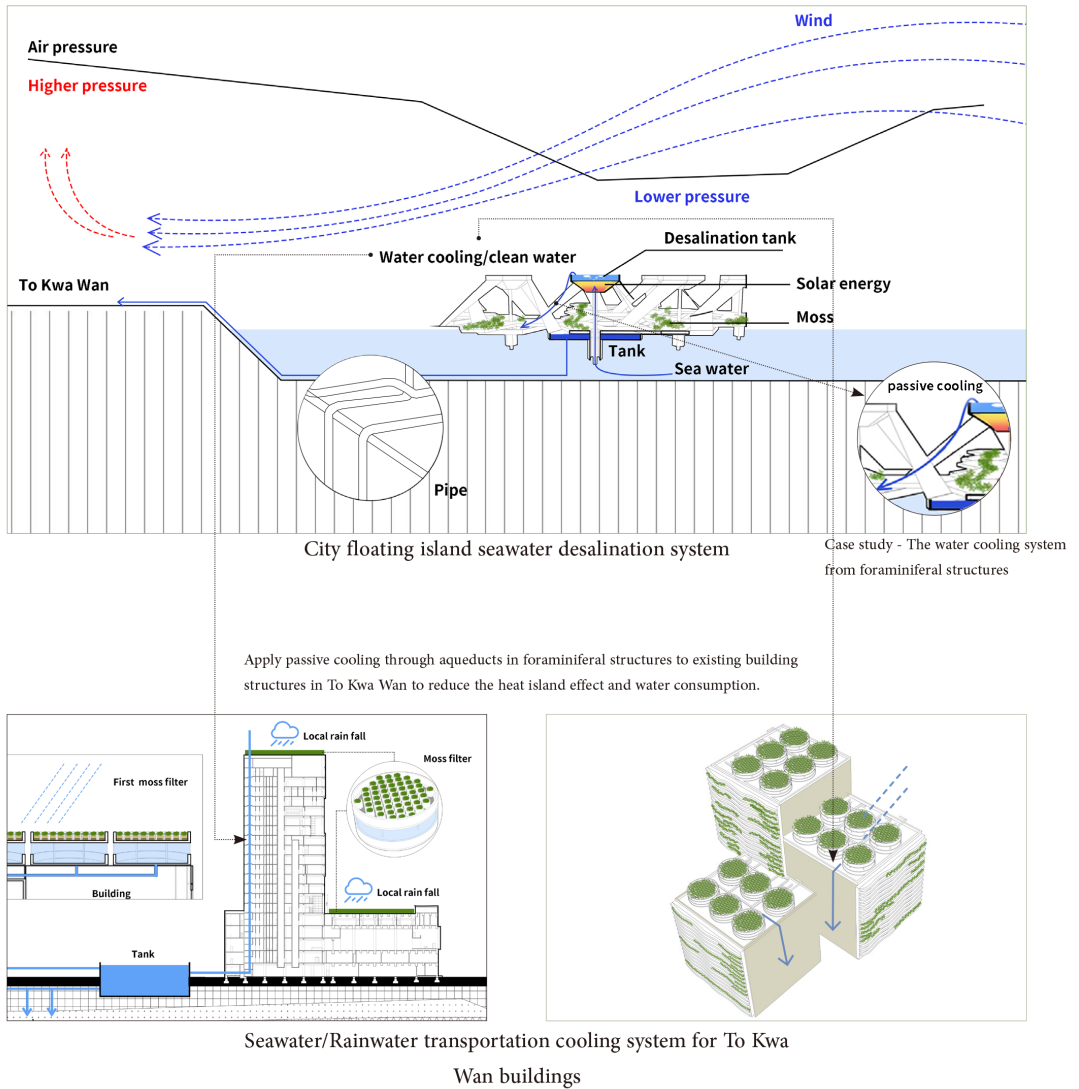 Wind
Air pressure
Higher pressure
Lower pressure
Desalination tank
Water cooling/clean water
To Kwa Wan
Solar energy
Moss
Tank
Sea water
passive cooling
Pipe
City floating island seawater desalination system
Case study - The water cooling system
from foraminiferal structures
Apply passive cooling through aqueducts in foraminiferal structures to existing building
structures in To Kwa Wan to reduce the heat island effect and water consumption.
Local rain fall
Moss filter
First moss filter
Building
Local rain fall
Tank
Seawater/Rainwater transportation cooling system for To Kwa
Wan buildings